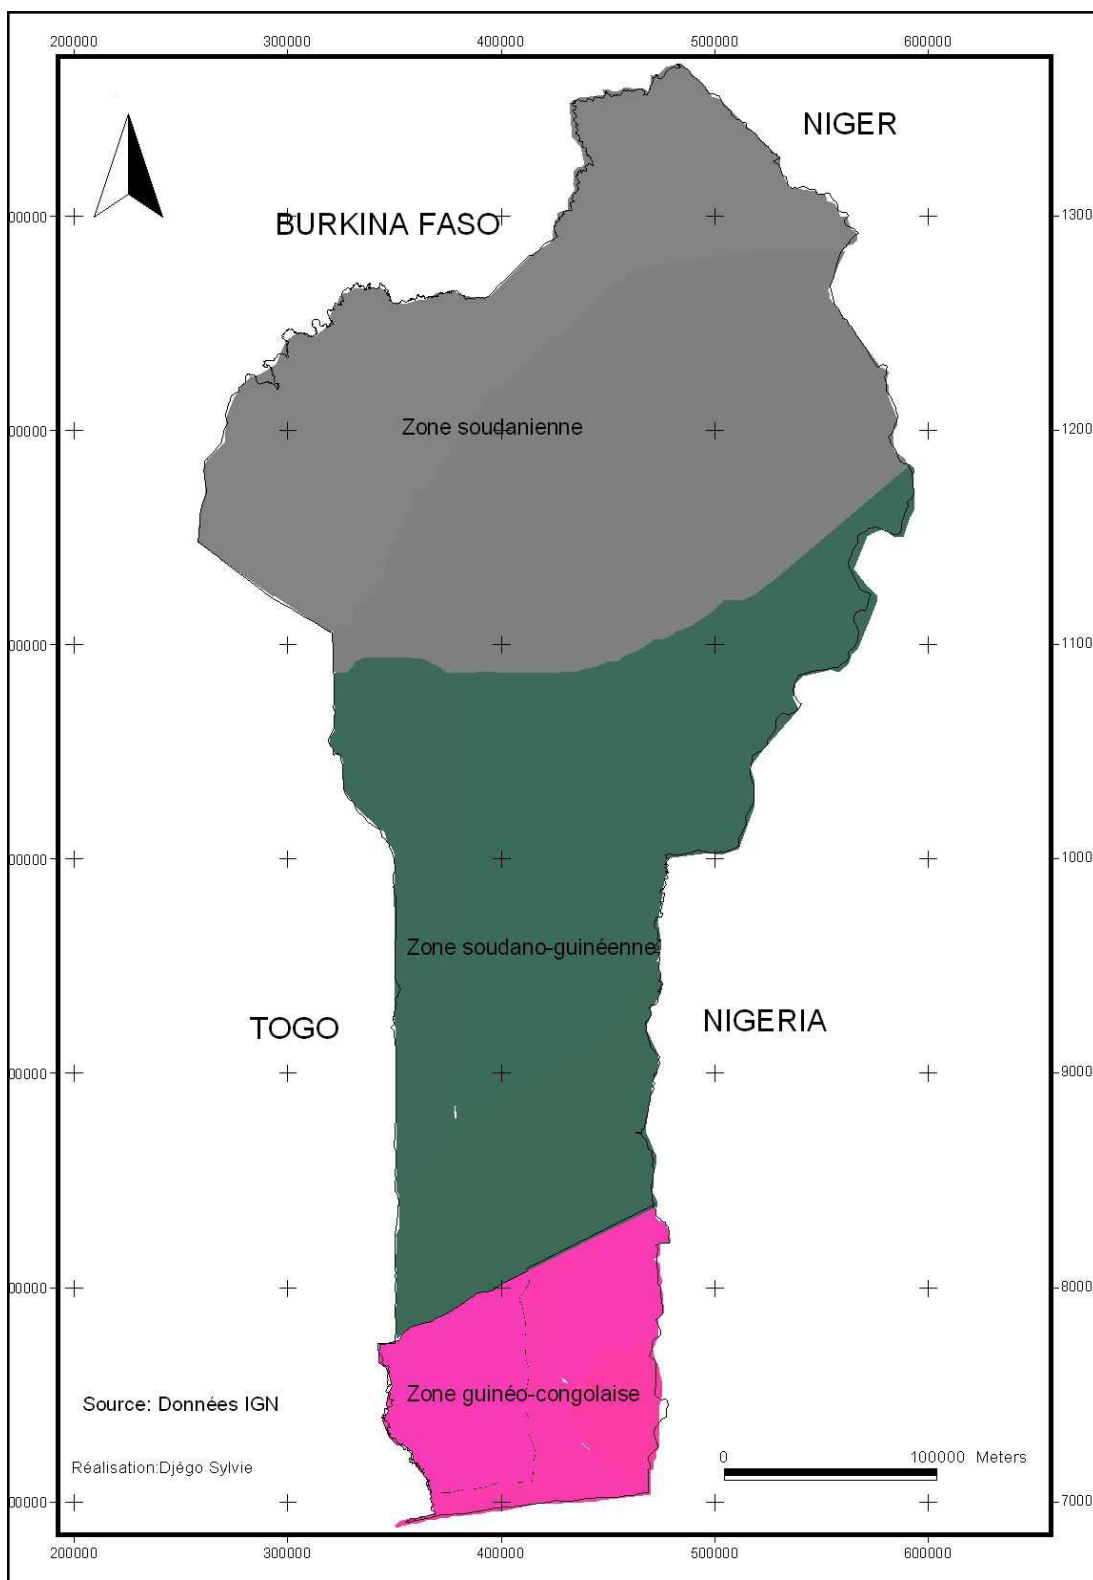 200000 300000 400000 500000 600000
NIGER
00000 1300
BURKINA FASO
Zone soudanienne
00000 1200
00000 1100
00000 1000
Zone soudano-guinéenne
TOGO NIGERIA
00000 9000
00000 8000
Zone guinéo-congolaise
Source: Données IGN
0 100000 Meters
Réalisation:Djègo Sylvie
00000 7000
200000 300000 400000 500000 600000